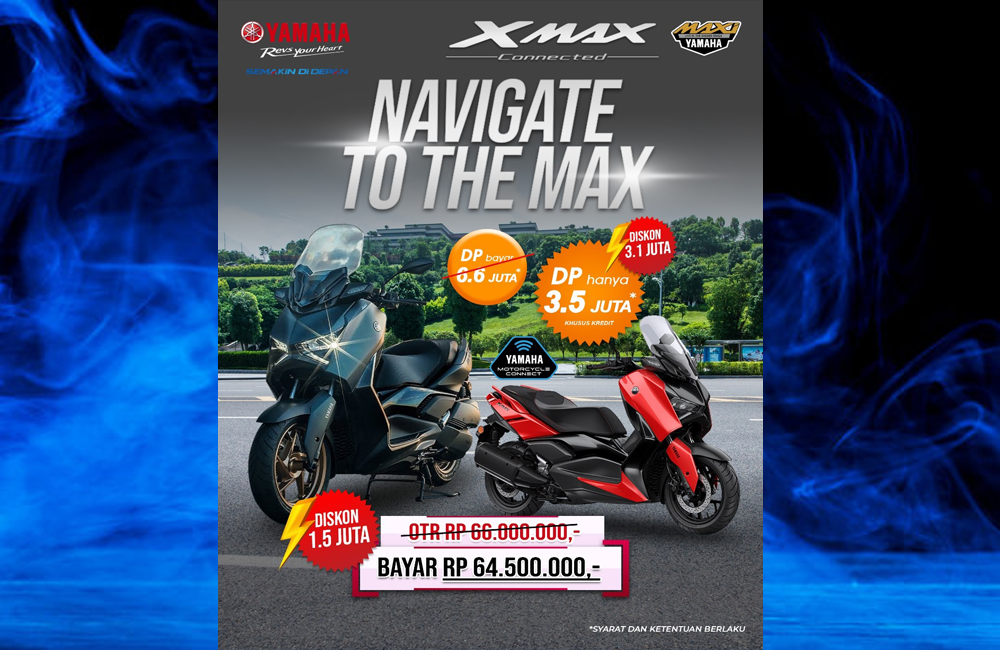 YAMAHA
Revs Your Heart
SEMAKIN DI DEPAN
XMAX
Connected
MAXi
YAMAHA
NAVIGATE
TO THE MAX
DISKON
3.1 JUTA
DP bayar
6.6 JUTA*
DP hanya
3.5 JUTA*
KHUSUS KREDIT
YAMAHA
MOTORCYCLE
CONNECT
DISKON
1.5 JUTA
OTR RP 66.000.000,-
BAYAR RP 64.500.000,-
*SYARAT DAN KETENTUAN BERLAKU